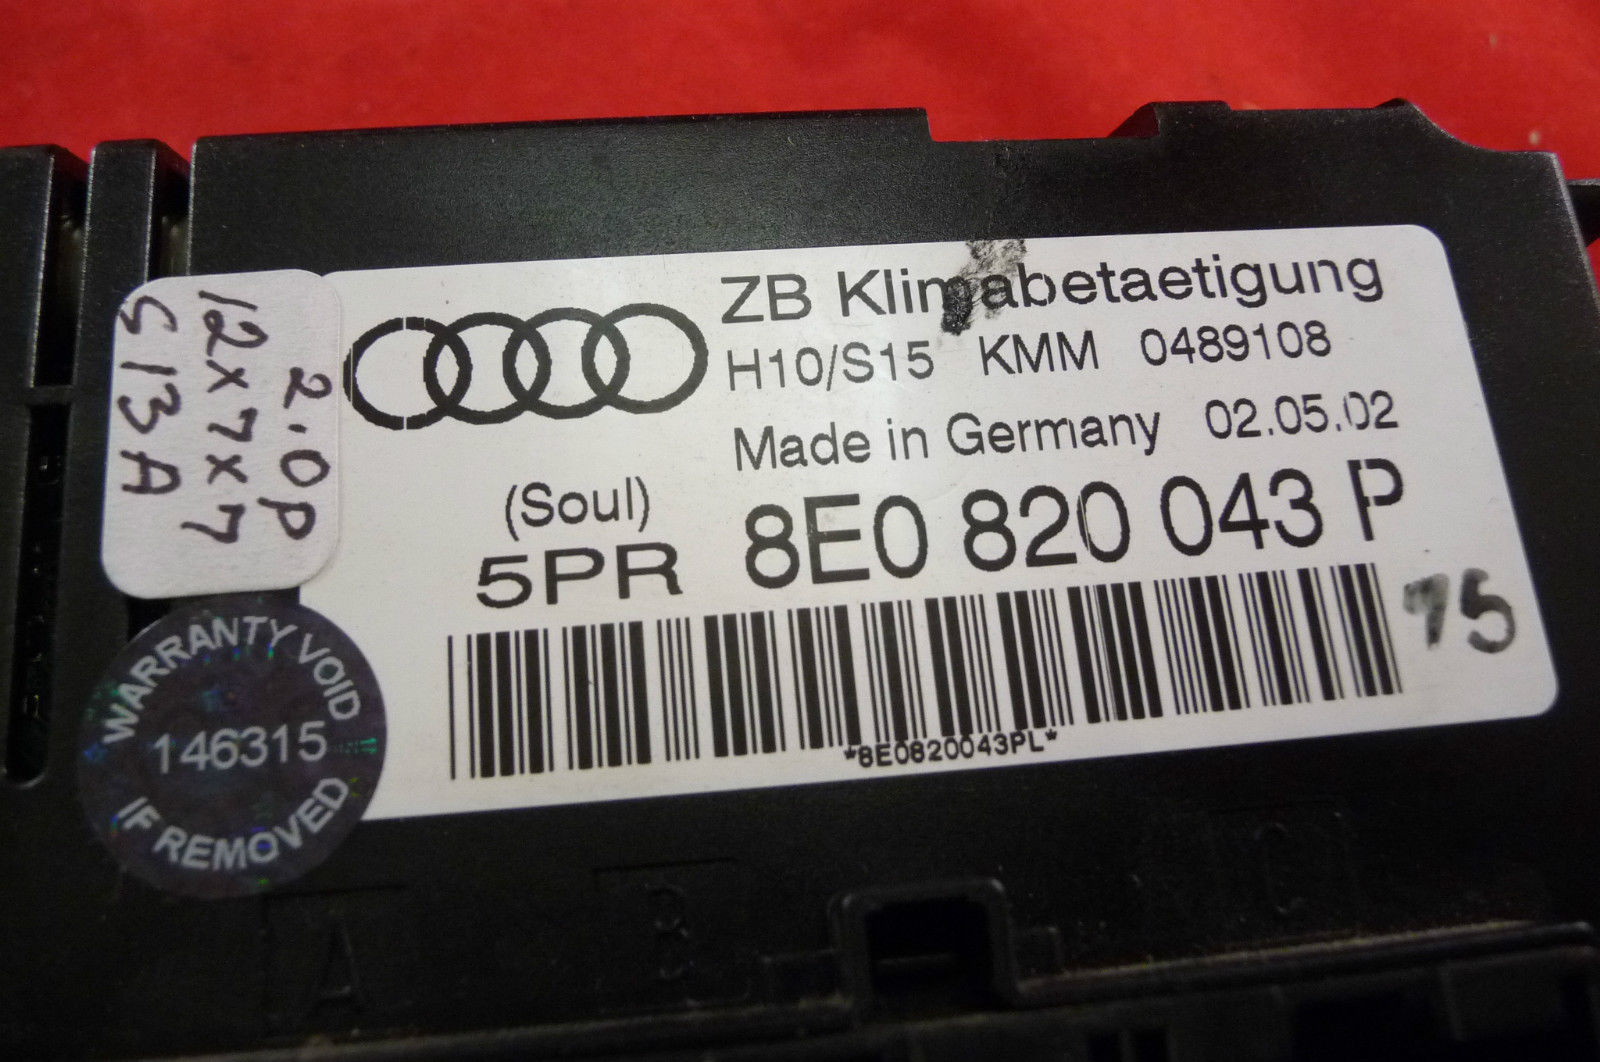 ZB Klimabetaetigung
H10/S15 KMM 0489108
Made in Germany 02.05.02
(Soul)
5PR 8E0 820 043 P
75
*8E0820043PL*
2.0P
12x7x7
G13A
WARRANTY VOID
146315
IF REMOVED
A
B